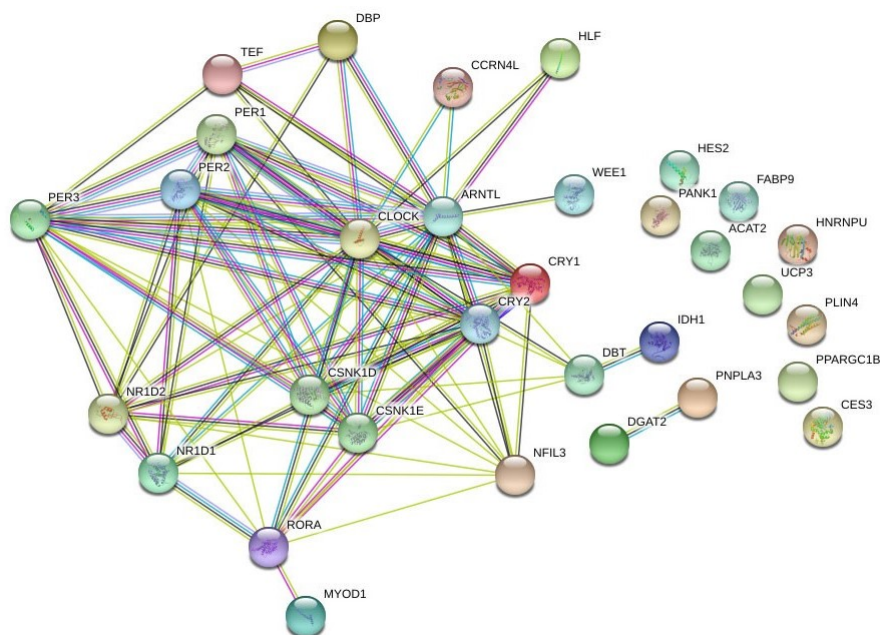 DBP
HLF
TEF
CCRN4L
PER1
HES2
PER2
WEE1
FABP9
PANK1
ARNTL
PER3
CLOCK
HNRNPU
ACAT2
CRY1
UCP3
CRY2
PLIN4
IDH1
DBT
PPARGC1B
CSNK1D
PNPLA3
NR1D2
CSNK1E
CES3
DGAT2
NR1D1
NFIL3
RORA
MYOD1